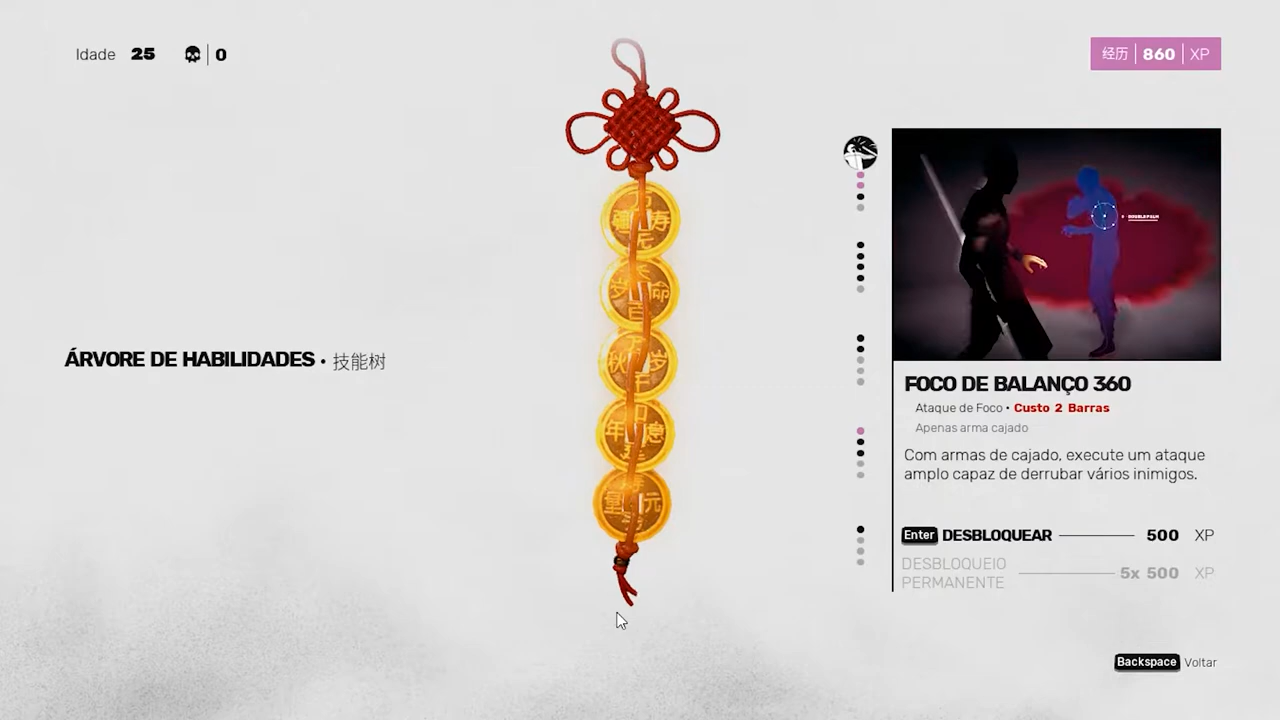 Idade 25 0
经历 860 XP
ÁRVORE DE HABILIDADES • 技能树
FOCO DE BALANÇO 360
Ataque de Foco • Custo 2 Barras
Apenas arma cajado
Com armas de cajado, execute um ataque
amplo capaz de derrubar vários inimigos.
Enter DESBLOQUEAR 500 XP
DESBLOQUEIO
PERMANENTE 5x 500 XP
Backspace Voltar